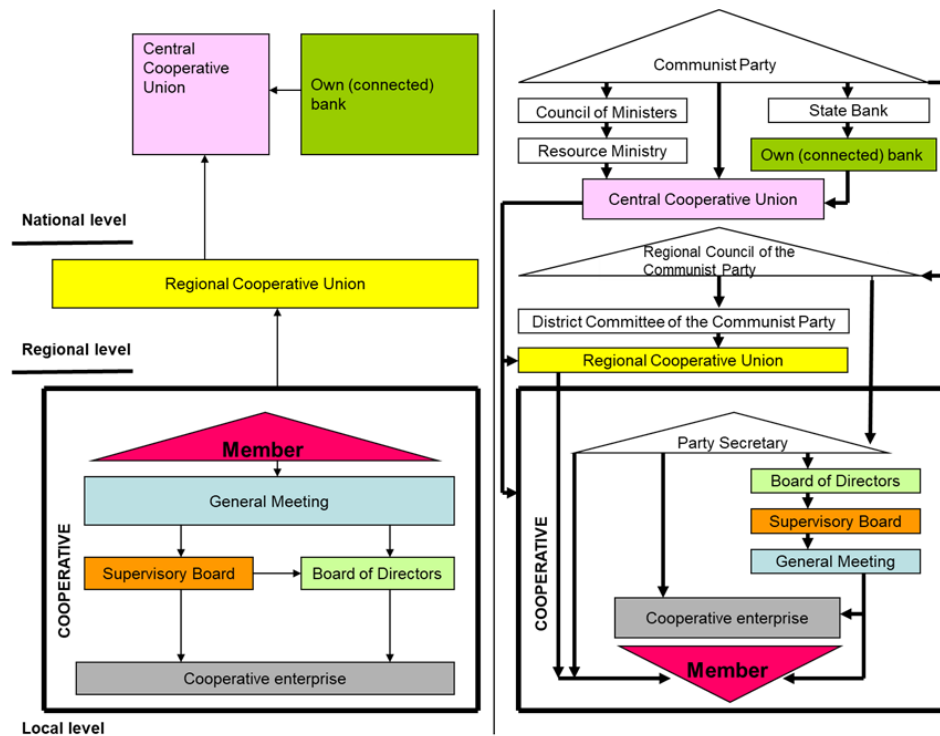 Central
Cooperative
Union
Own (connected)
bank
National level
Regional Cooperative Union
Regional level
Member
General Meeting
Supervisory Board
Board of Directors
COOPERATIVE
Cooperative enterprise
Local level
Communist Party
Council of Ministers
State Bank
Resource Ministry
Own (connected) bank
Central Cooperative Union
Regional Council of the
Communist Party
District Committee of the Communist Party
Regional Cooperative Union
Party Secretary
Board of Directors
Supervisory Board
General Meeting
COOPERATIVE
Cooperative enterprise
Member